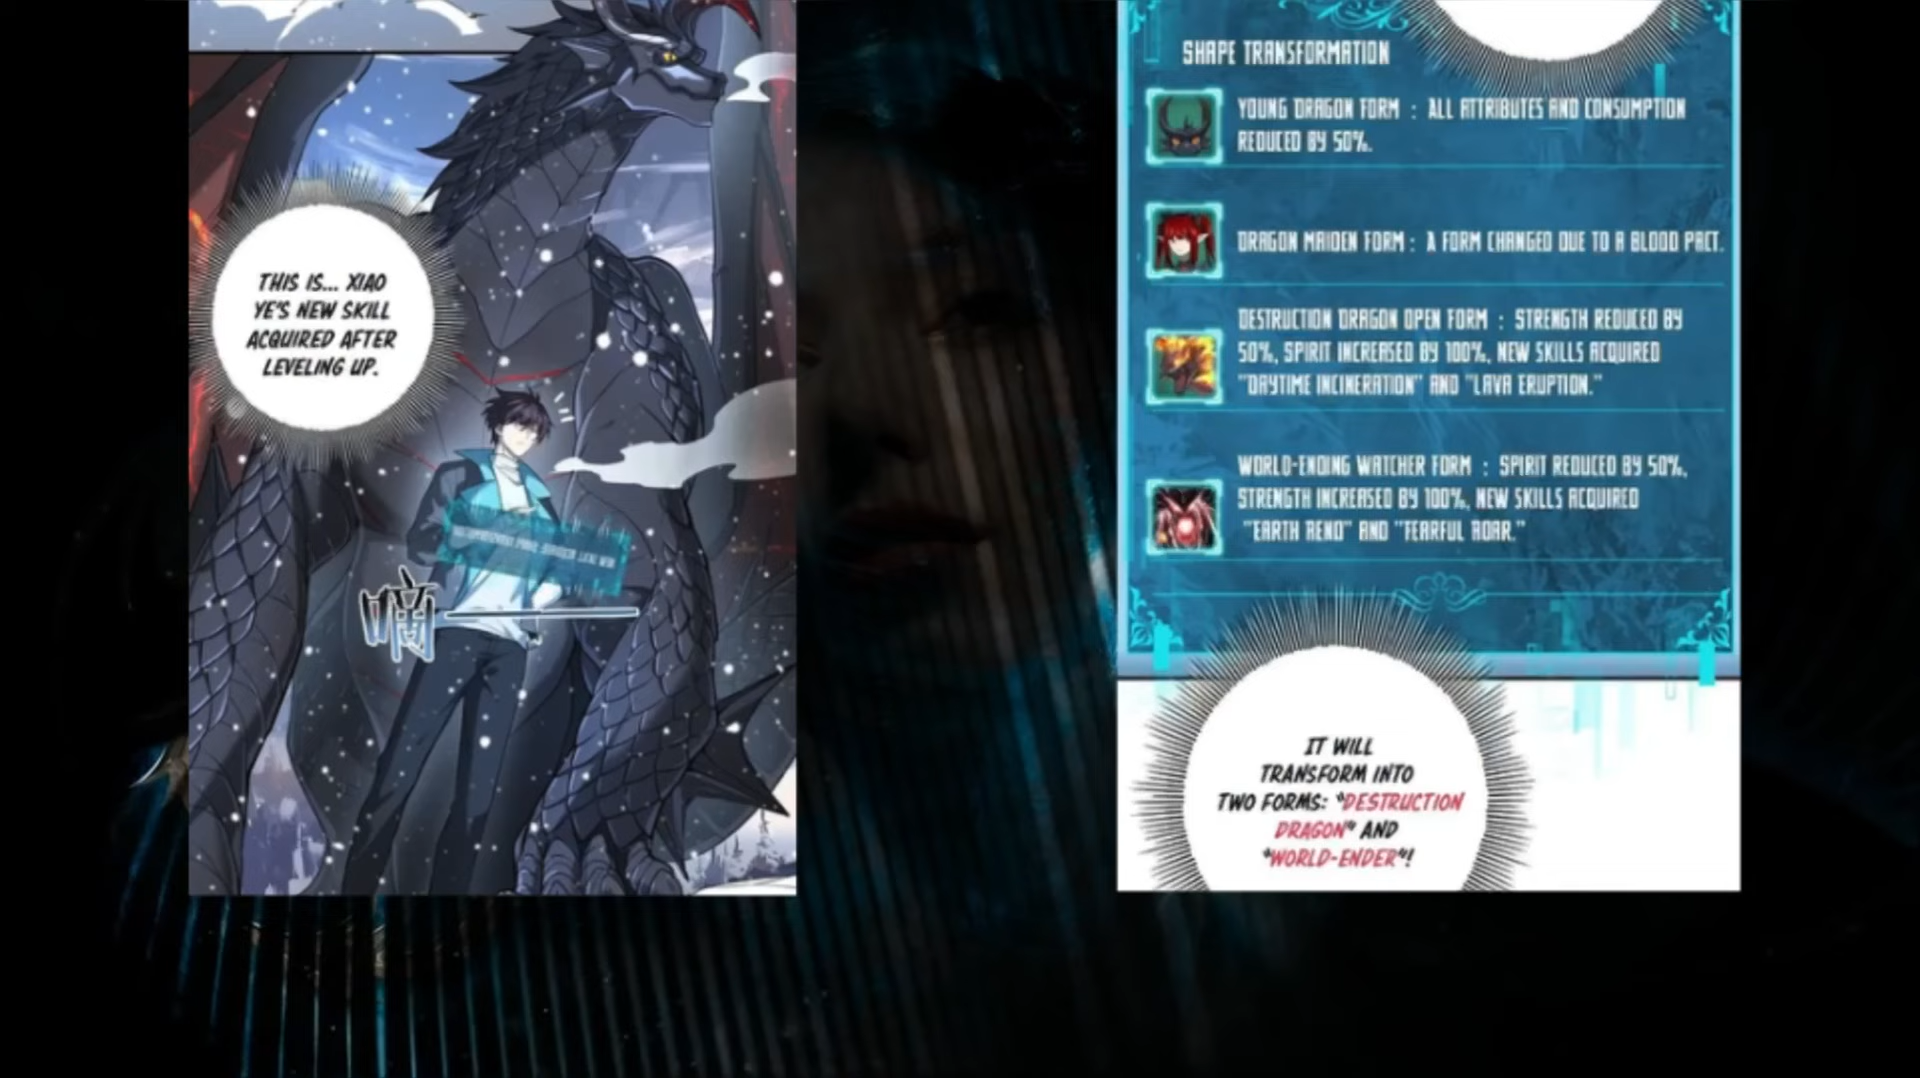 THIS IS... XIAO
YE'S NEW SKILL
ACQUIRED AFTER
LEVELING UP.
嘀
SHAPE TRANSFORMATION
YOUNG DRAGON FORM : ALL ATTRIBUTES AND CONSUMPTION
REDUCED BY 50%.
DRAGON MAIDEN FORM : A FORM CHANGED DUE TO A BLOOD PACT.
DESTRUCTION DRAGON OPEN FORM : STRENGTH REDUCED BY
50%, SPIRIT INCREASED BY 100%, NEW SKILLS ACQUIRED
"DAYTIME INCINERATION" AND "LAVA ERUPTION."
WORLD-ENDING WATCHER FORM : SPIRIT REDUCED BY 50%,
STRENGTH INCREASED BY 100%, NEW SKILLS ACQUIRED
"EARTH REND" AND "FEARFUL ROAR."
IT WILL
TRANSFORM INTO
TWO FORMS: "DESTRUCTION
DRAGON" AND
"WORLD-ENDER"!